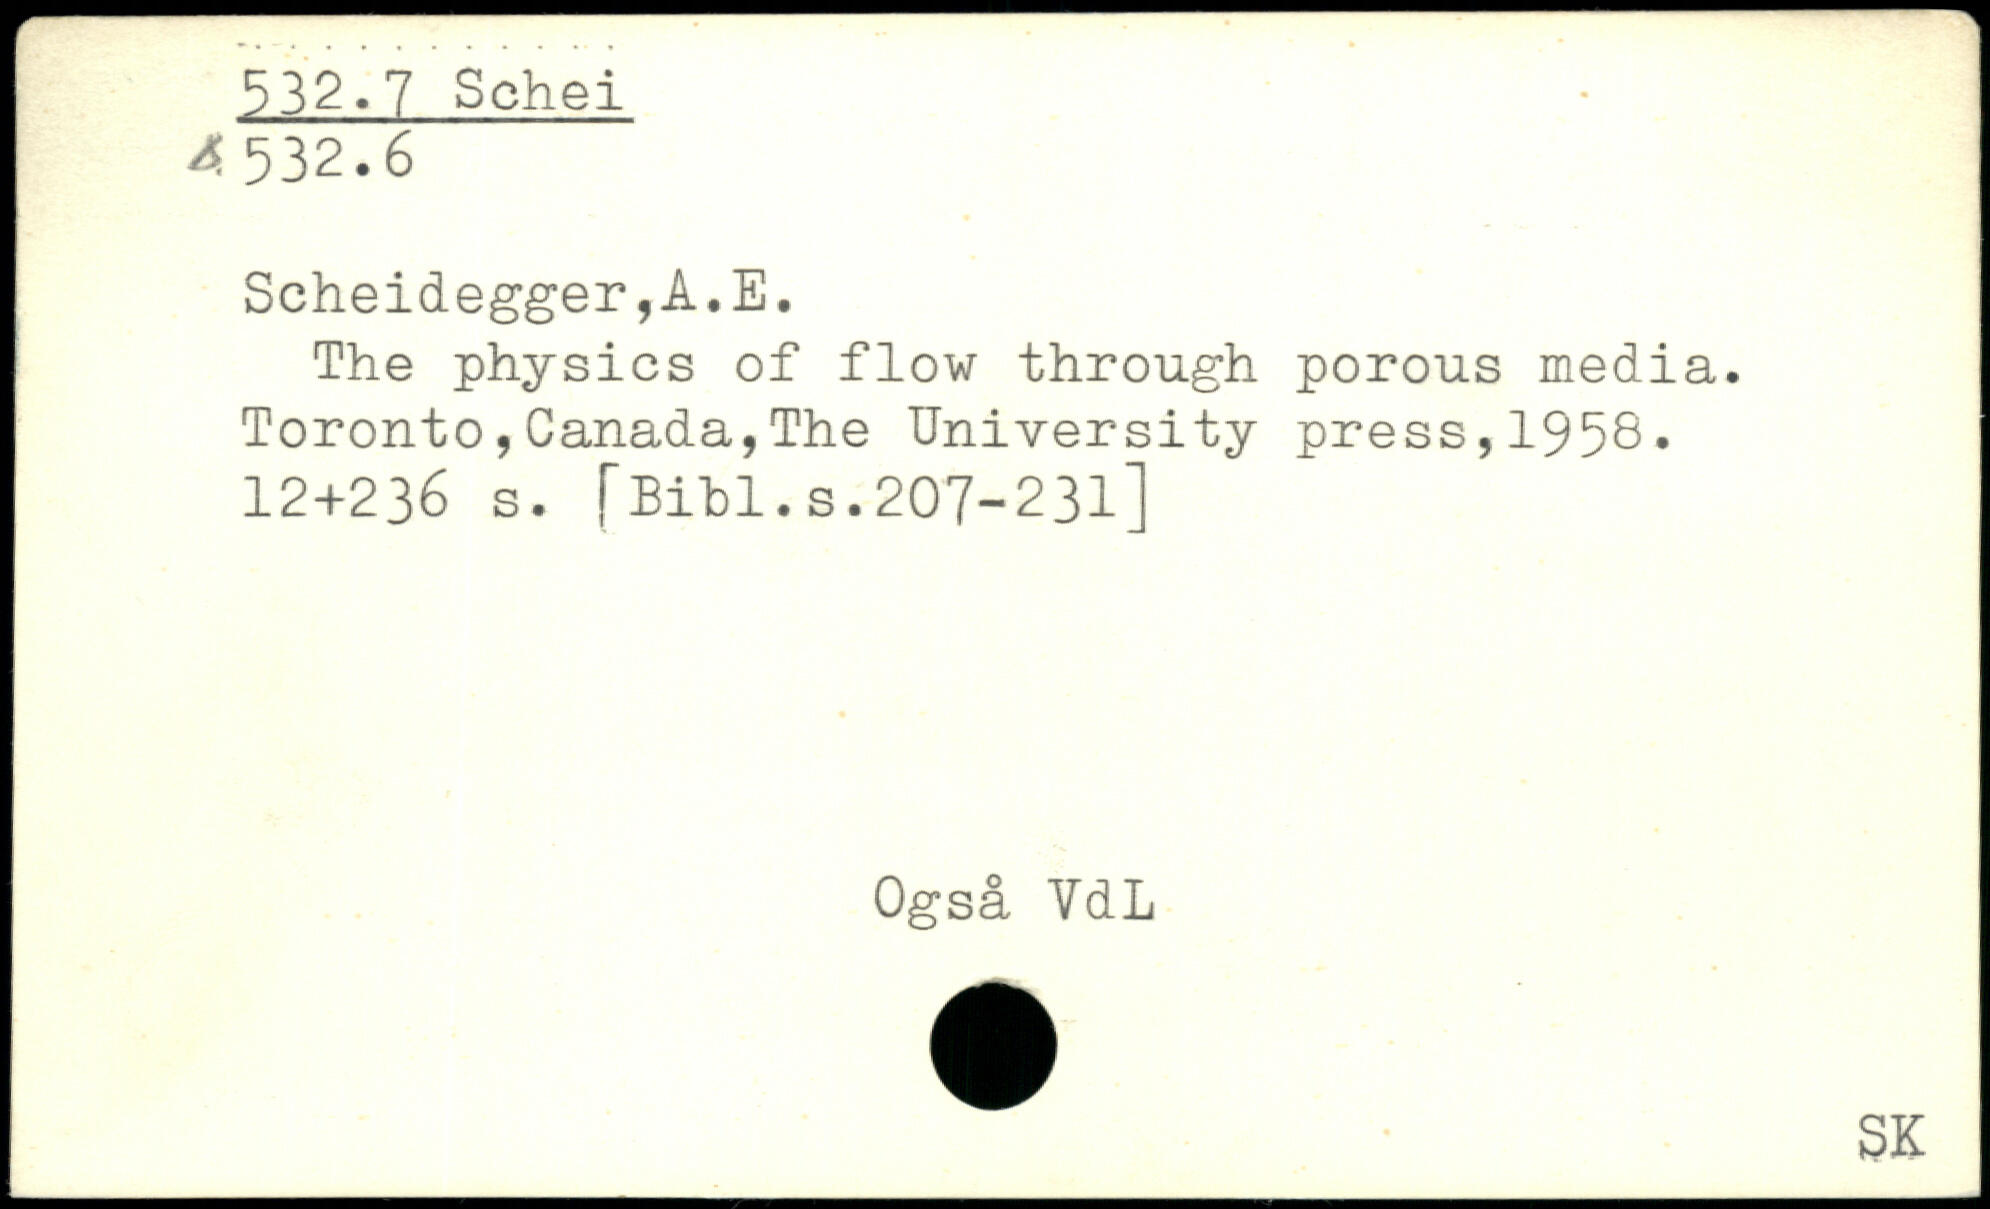 532.7 Schei
532.6
Scheidegger,A.E.
The physics of flow through porous media.
Toronto,Canada,The University press,1958.
12+236 s. [Bibl.s.207-231]
Også VdL
SK